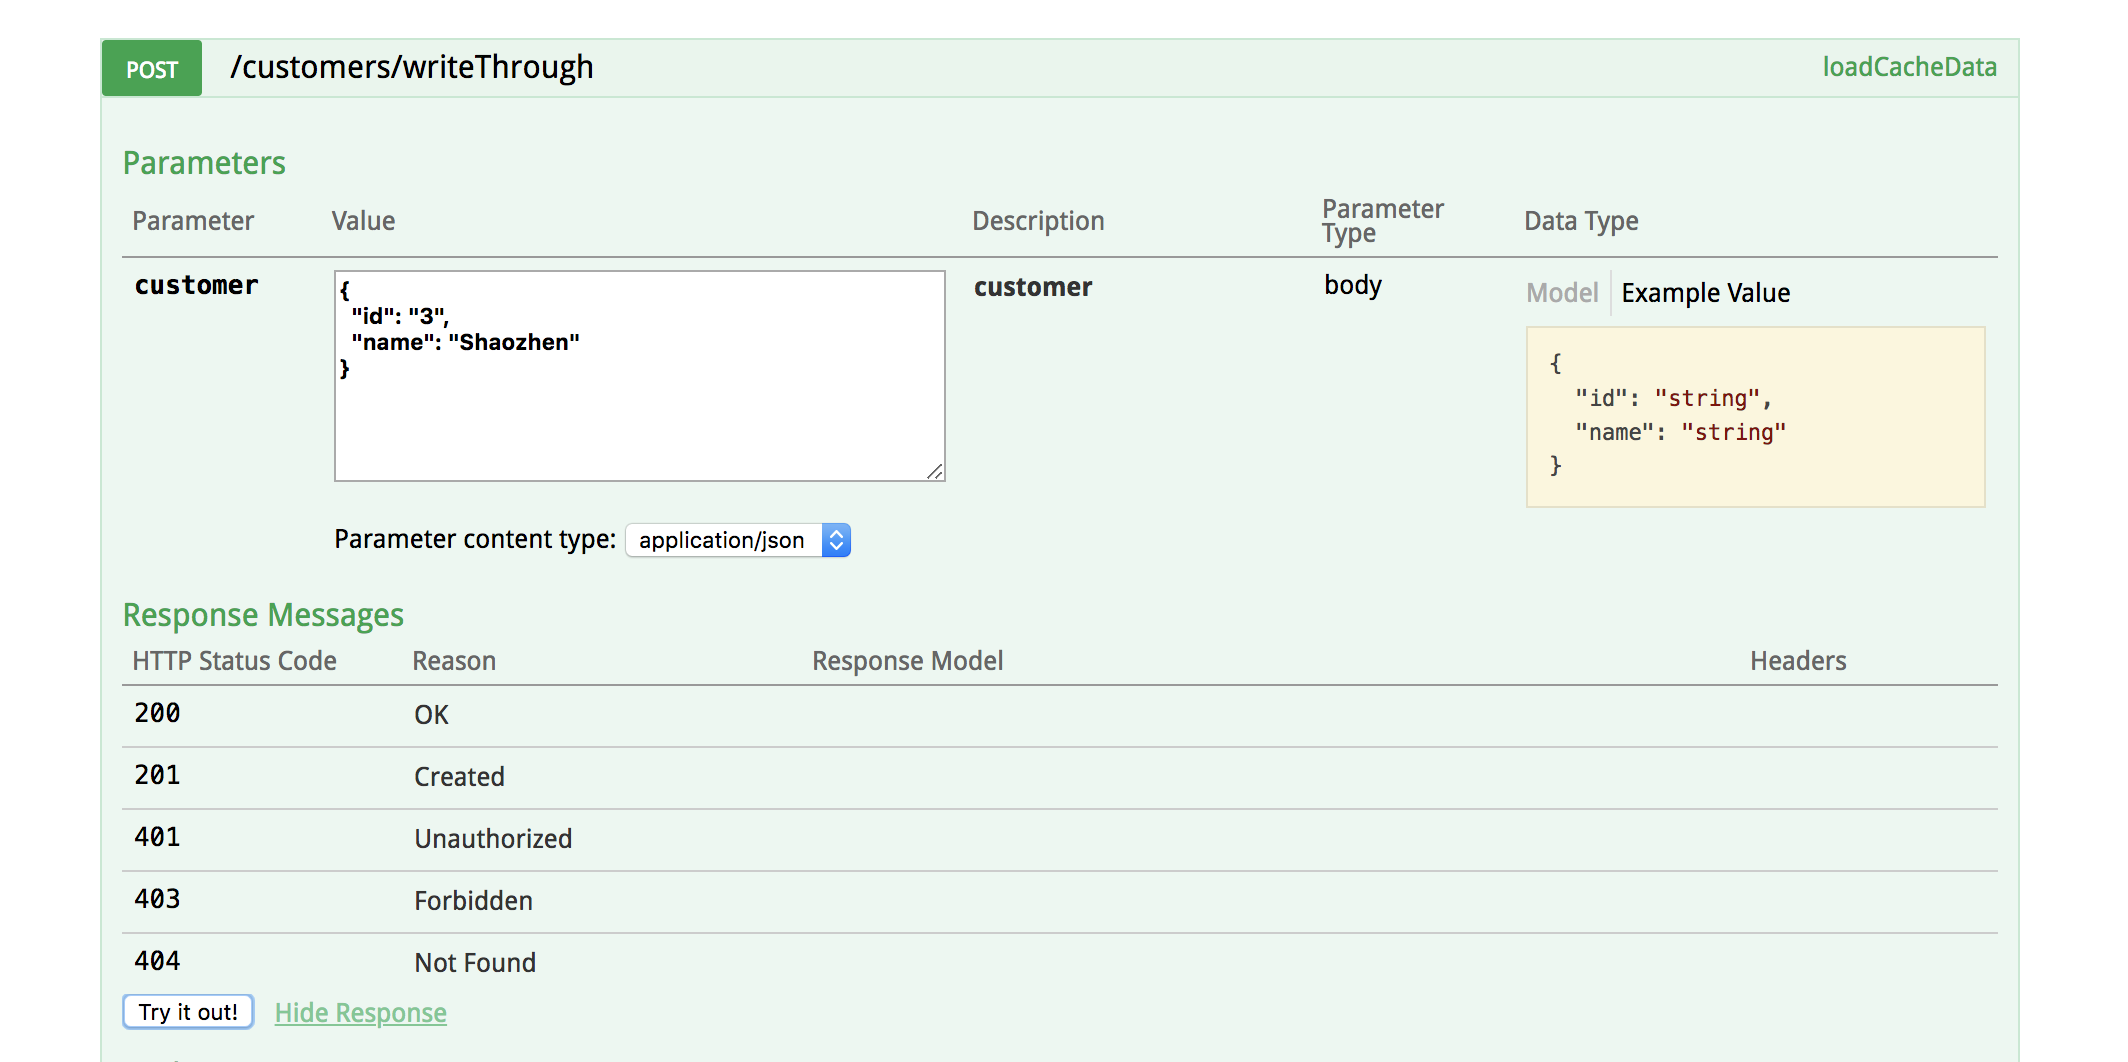 POST /customers/writeThrough loadCacheData
Parameters
Parameter Value Description Parameter Type Data Type
customer
{
"id": "3",
"name": "Shaozhen"
}
customer
body
Model Example Value
{
"id": "string",
"name": "string"
}
Parameter content type: application/json
Response Messages
HTTP Status Code Reason Response Model Headers
200 OK
201 Created
401 Unauthorized
403 Forbidden
404 Not Found
Try it out! Hide Response